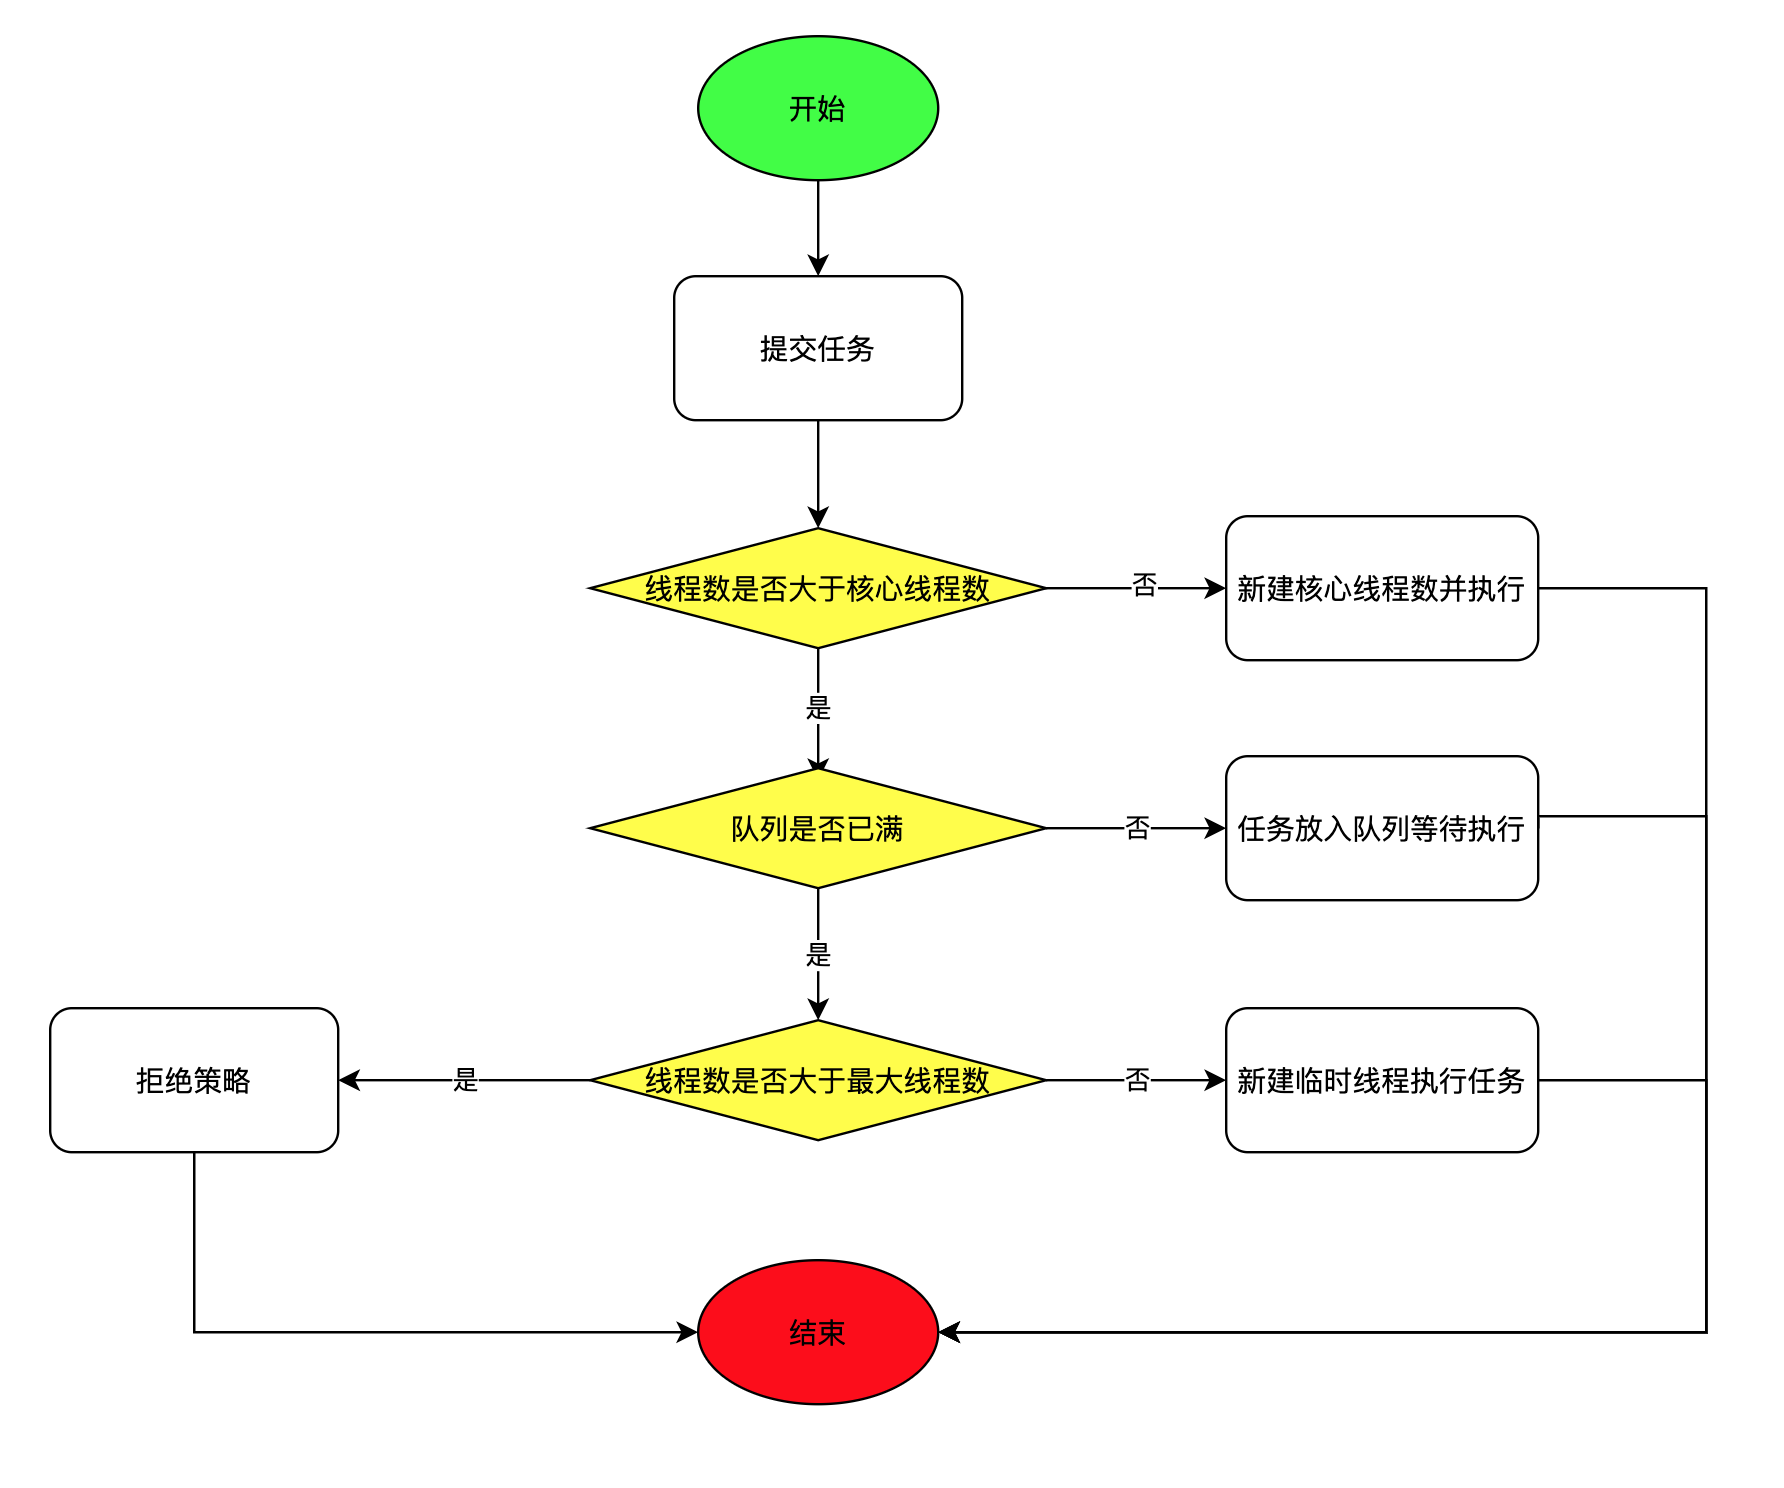 开始
提交任务
线程数是否大于核心线程数
否
新建核心线程数并执行
是
队列是否已满
否
任务放入队列等待执行
是
拒绝策略
是
线程数是否大于最大线程数
否
新建临时线程执行任务
结束